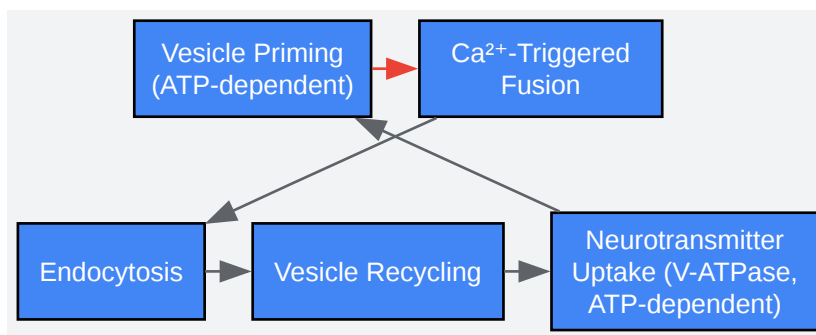 Vesicle Priming
(ATP-dependent)
Ca²⁺-Triggered
Fusion
Endocytosis
Vesicle Recycling
Neurotransmitter
Uptake (V-ATPase,
ATP-dependent)